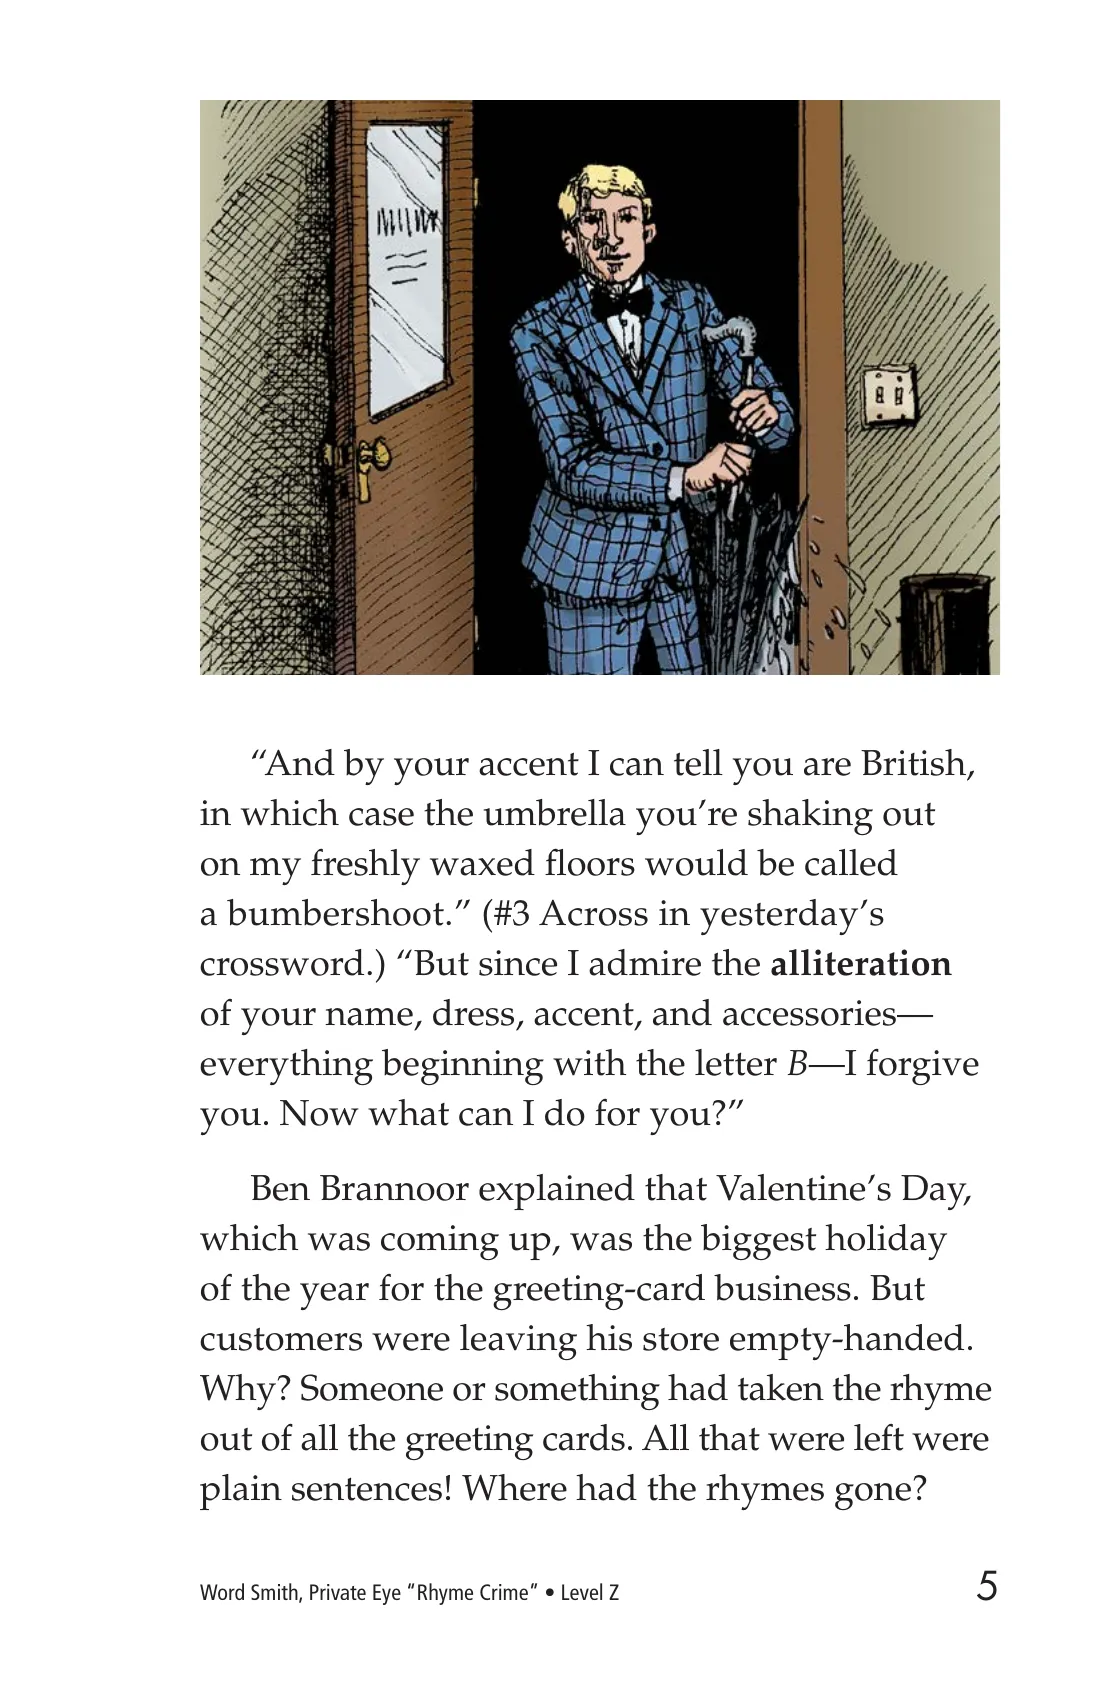 “And by your accent I can tell you are British,
in which case the umbrella you’re shaking out
on my freshly waxed floors would be called
a bumbershoot.” (#3 Across in yesterday’s
crossword.) “But since I admire the alliteration
of your name, dress, accent, and accessories—
everything beginning with the letter B—I forgive
you. Now what can I do for you?”
Ben Brannoor explained that Valentine’s Day,
which was coming up, was the biggest holiday
of the year for the greeting-card business. But
customers were leaving his store empty-handed.
Why? Someone or something had taken the rhyme
out of all the greeting cards. All that were left were
plain sentences! Where had the rhymes gone?
Word Smith, Private Eye “Rhyme Crime” • Level Z
5